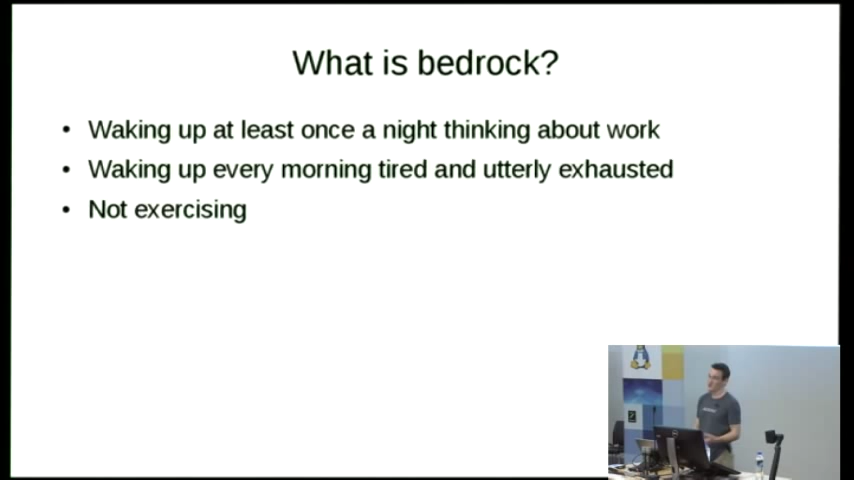 What is bedrock?
• Waking up at least once a night thinking about work
• Waking up every morning tired and utterly exhausted
• Not exercising